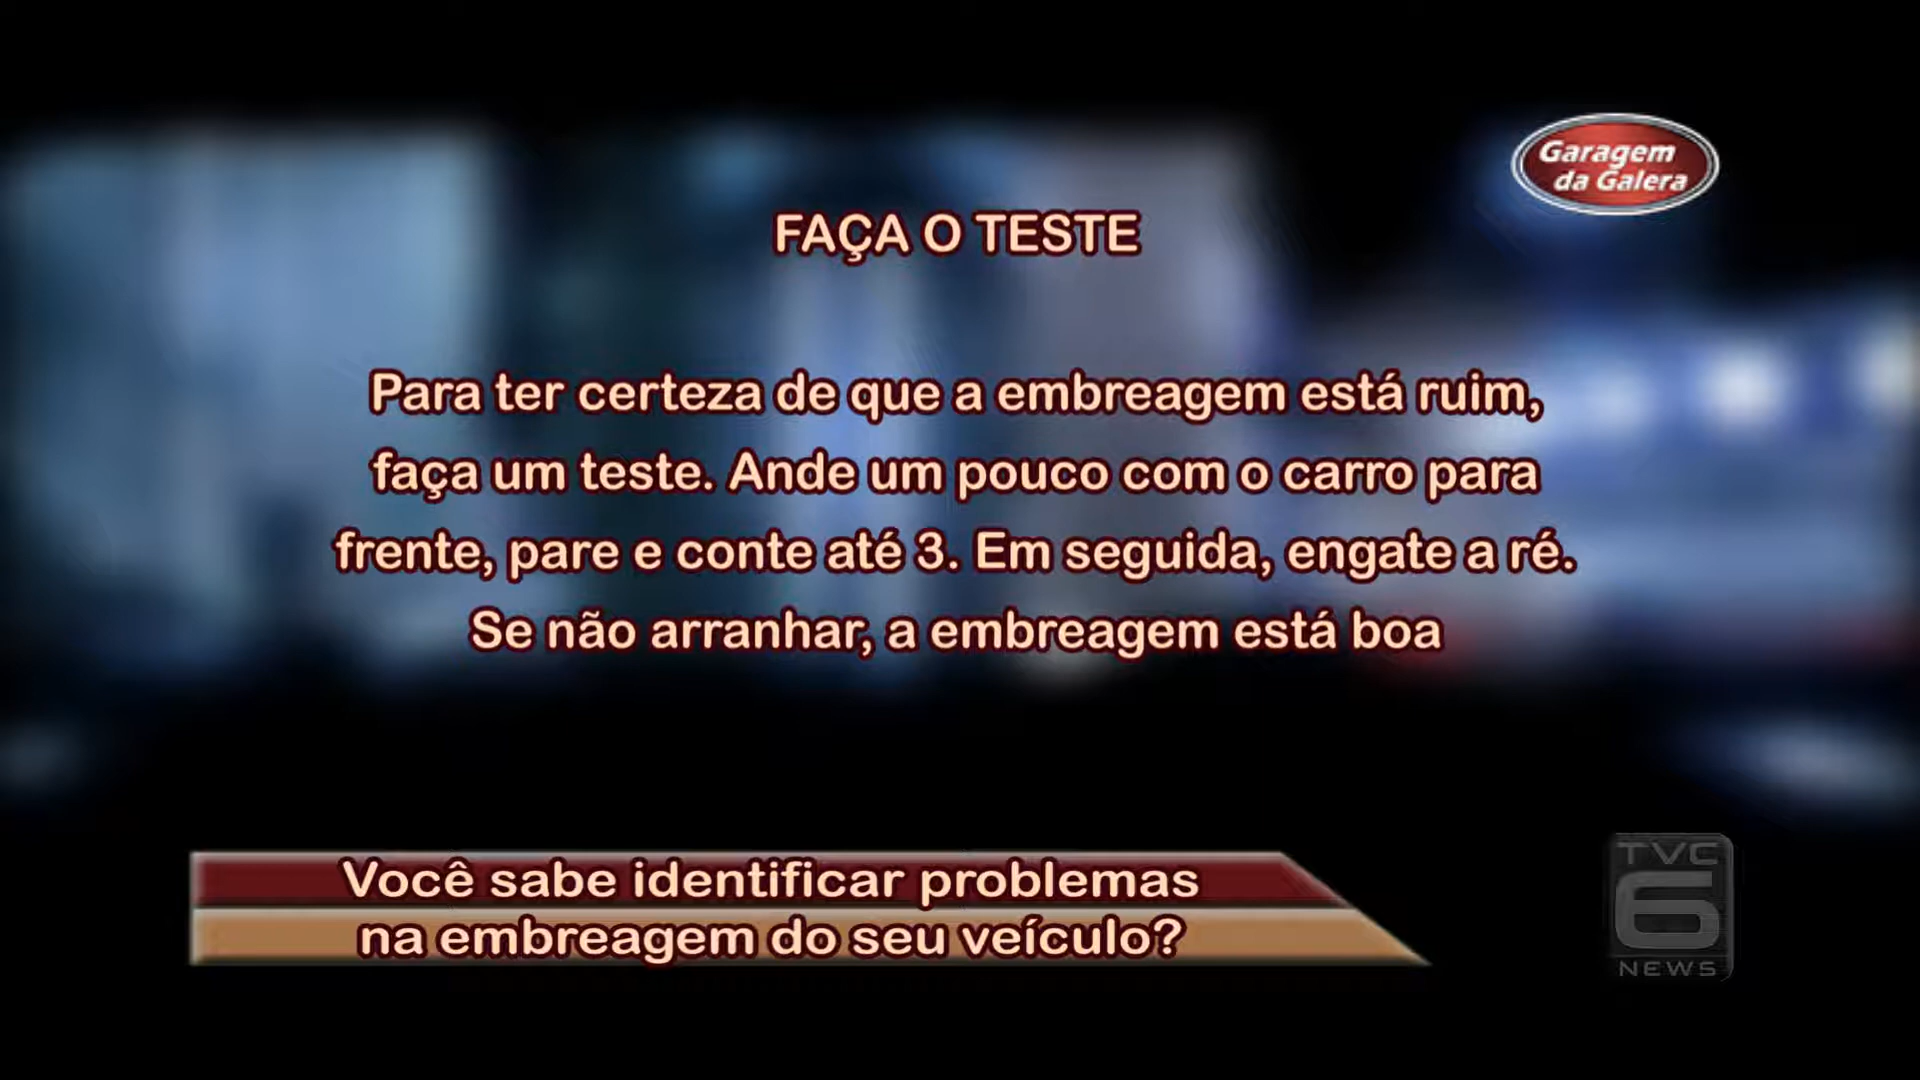 Garagem
da Galera
FAÇA O TESTE
Para ter certeza de que a embreagem está ruim,
faça um teste. Ande um pouco com o carro para
frente, pare e conte até 3. Em seguida, engate a ré.
Se não arranhar, a embreagem está boa
Você sabe identificar problemas
na embreagem do seu veículo?
TVC
6
NEWS